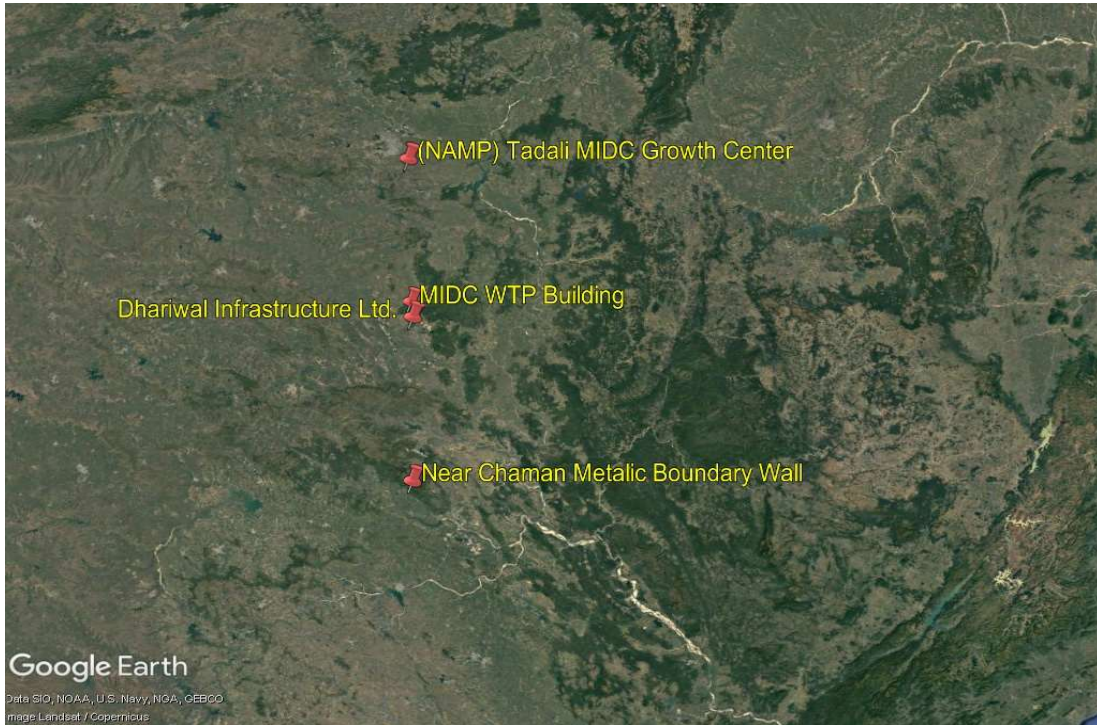 (NAMP) Tadali MIDC Growth Center
MIDC WTP Building
Dhariwal Infrastructure Ltd.
Near Chaman Metalic Boundary Wall
Google Earth
Data SIO, NOAA, U.S. Navy, NGA, GEBCO
mage Landsat / Copernicus